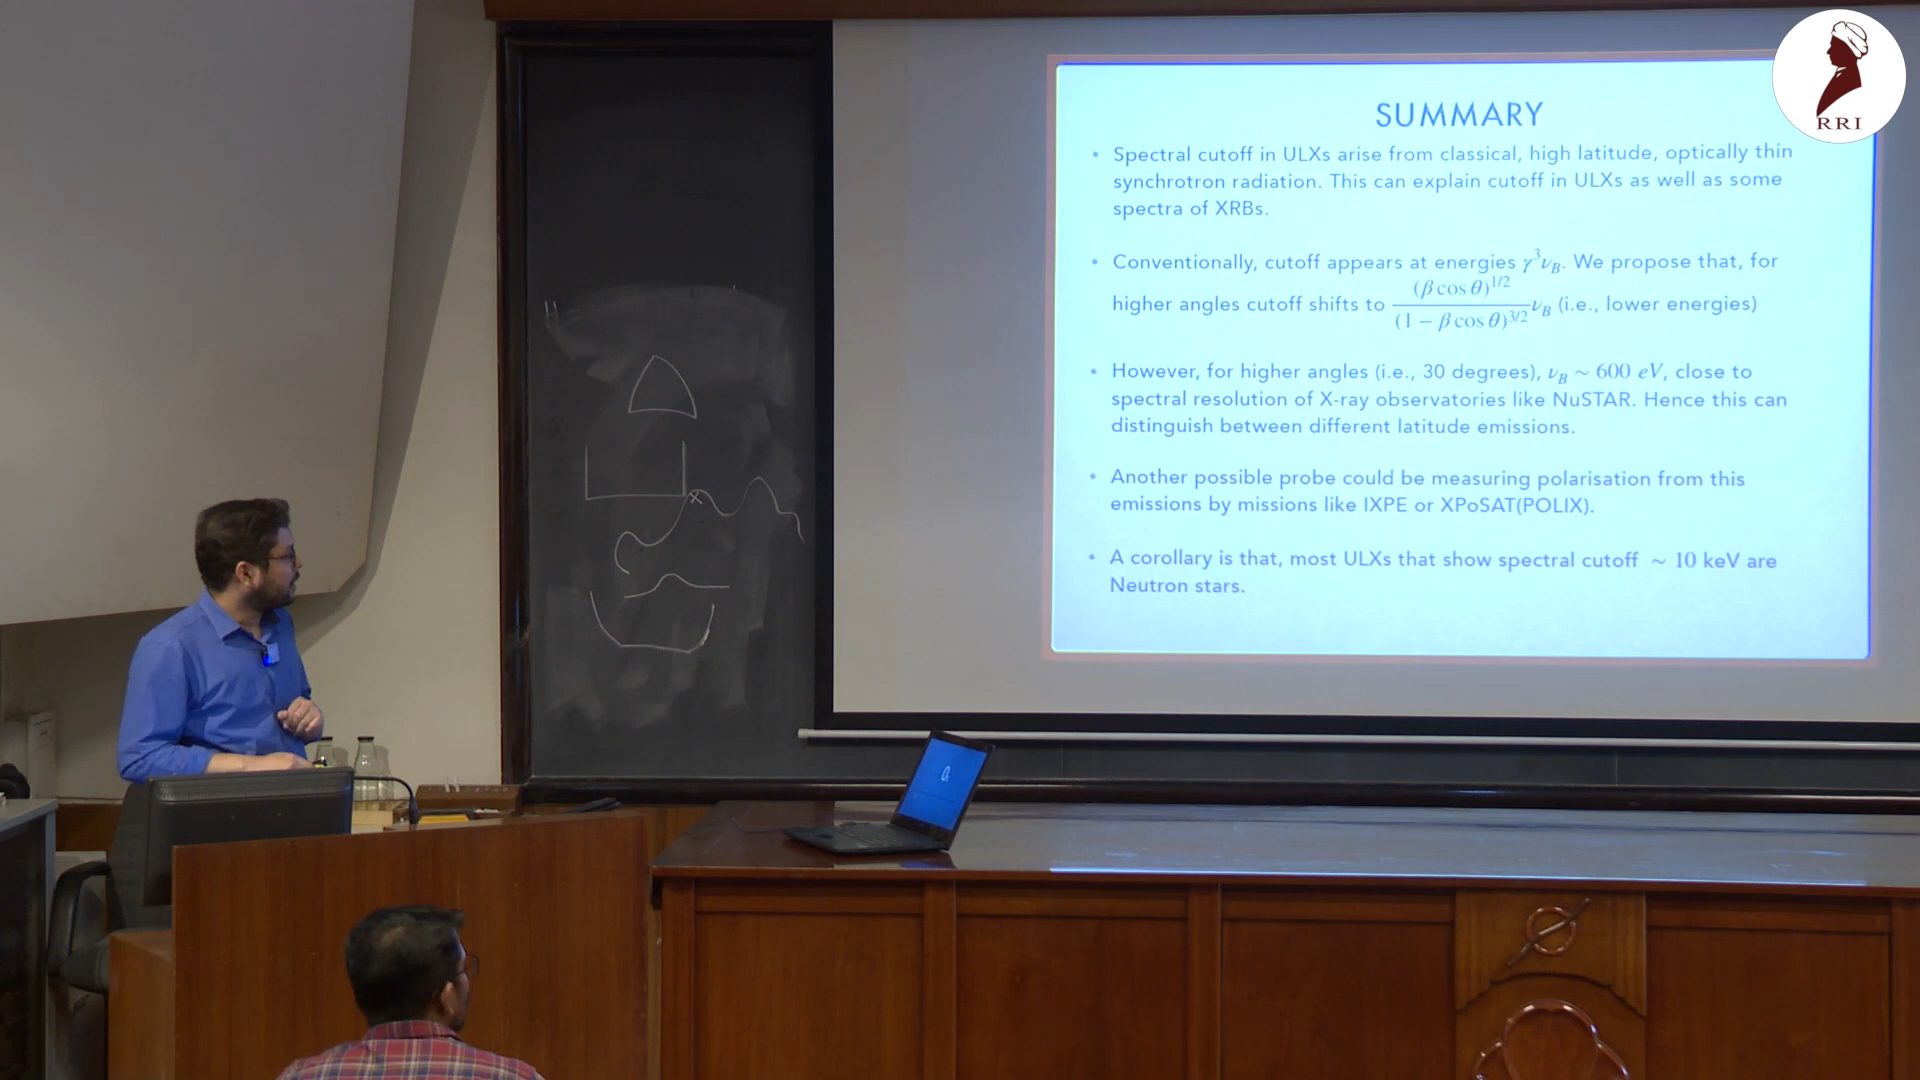 RRI
SUMMARY
• Spectral cutoff in ULXs arise from classical, high latitude, optically thin
synchrotron radiation. This can explain cutoff in ULXs as well as some
spectra of XRBs.
• Conventionally, cutoff appears at energies γ³ν_B. We propose that, for
higher angles cutoff shifts to (β cos θ)^{1/2} / (1 − β cos θ)^{3/2} ν_B (i.e., lower energies)
• However, for higher angles (i.e., 30 degrees), ν_B ∼ 600 eV, close to
spectral resolution of X-ray observatories like NuSTAR. Hence this can
distinguish between different latitude emissions.
• Another possible probe could be measuring polarisation from this
emissions by missions like IXPE or XPoSAT(POLIX).
• A corollary is that, most ULXs that show spectral cutoff ∼ 10 keV are
Neutron stars.